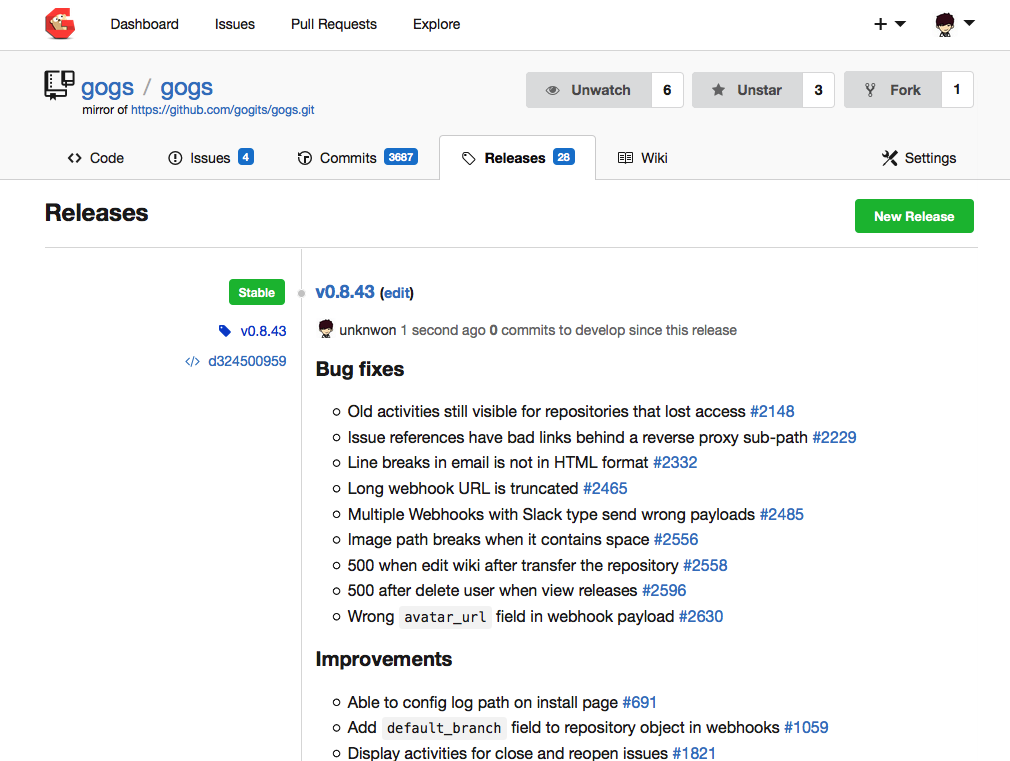 Dashboard Issues Pull Requests Explore
gogs / gogs
Unwatch 6 Unstar 3 Fork 1
mirror of https://github.com/gogits/gogs.git
Code Issues 4 Commits 3687 Releases 28 Wiki Settings
Releases
New Release
Stable
v0.8.43 (edit)
v0.8.43
unknwon 1 second ago 0 commits to develop since this release
d324500959
Bug fixes
Old activities still visible for repositories that lost access #2148
Issue references have bad links behind a reverse proxy sub-path #2229
Line breaks in email is not in HTML format #2332
Long webhook URL is truncated #2465
Multiple Webhooks with Slack type send wrong payloads #2485
Image path breaks when it contains space #2556
500 when edit wiki after transfer the repository #2558
500 after delete user when view releases #2596
Wrong avatar_url field in webhook payload #2630
Improvements
Able to config log path on install page #691
Add default_branch field to repository object in webhooks #1059
Display activities for close and reopen issues #1821